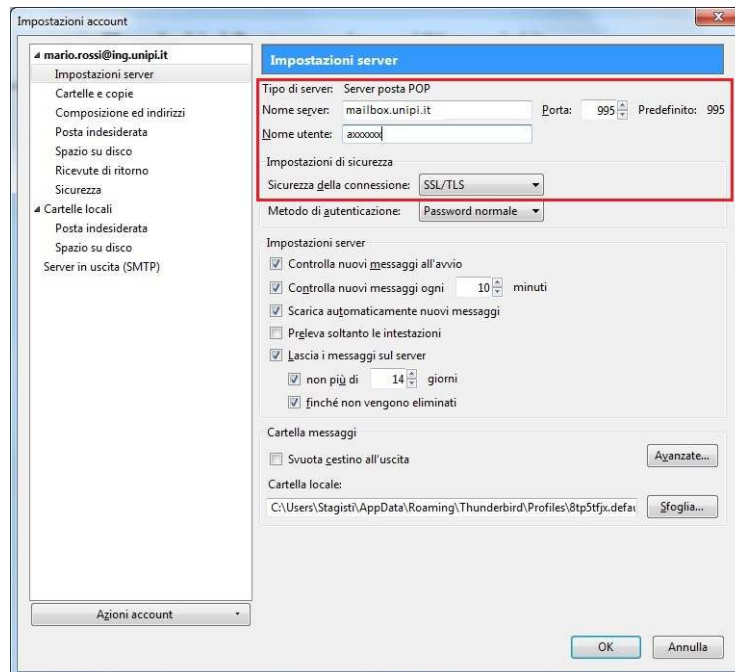 Impostazioni account
mario.rossi@ing.unipi.it
Impostazioni server
Cartelle e copie
Composizione ed indirizzi
Posta indesiderata
Spazio su disco
Ricevute di ritorno
Sicurezza
Cartelle locali
Posta indesiderata
Spazio su disco
Server in uscita (SMTP)
Azioni account
Impostazioni server
Tipo di server: Server posta POP
Nome server: mailbox.unipi.it Porta: 995 Predefinito: 995
Nome utente: axxxxxx
Impostazioni di sicurezza
Sicurezza della connessione: SSL/TLS
Metodo di autenticazione: Password normale
Impostazioni server
Controlla nuovi messaggi all'avvio
Controlla nuovi messaggi ogni 10 minuti
Scarica automaticamente nuovi messaggi
Preleva soltanto le intestazioni
Lascia i messaggi sul server
non più di 14 giorni
finché non vengono eliminati
Cartella messaggi
Svuota cestino all'uscita
Avanzate...
Cartella locale:
C:\Users\Stagisti\AppData\Roaming\Thunderbird\Profiles\8tp5tfjx.defau
Sfoglia...
OK Annulla